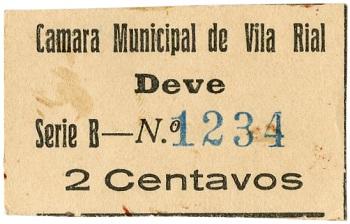 Camara Municipal de Vila Rial
Deve
Serie B—N.º 1234
2 Centavos